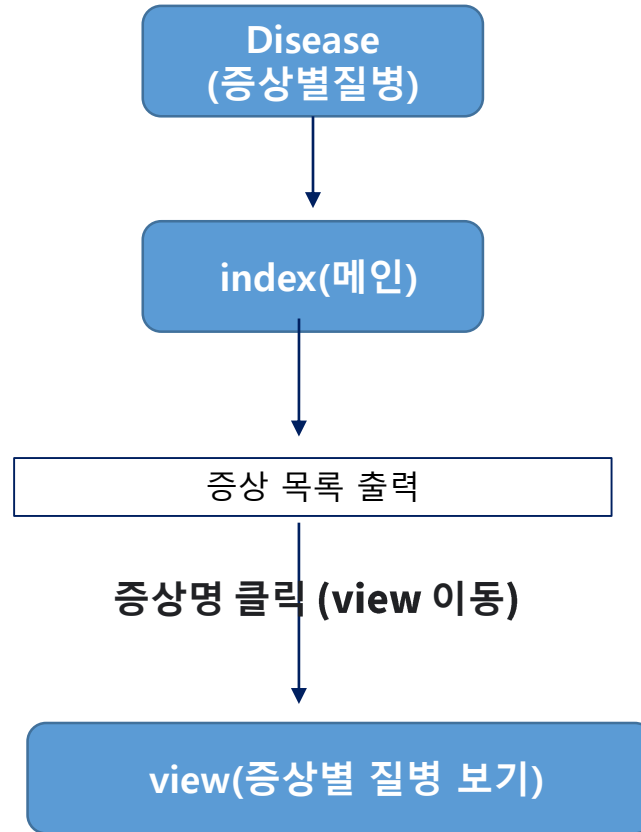 Disease
(증상별질병)
index(메인)
증상 목록 출력
증상명 클릭 (view 이동)
view(증상별 질병 보기)